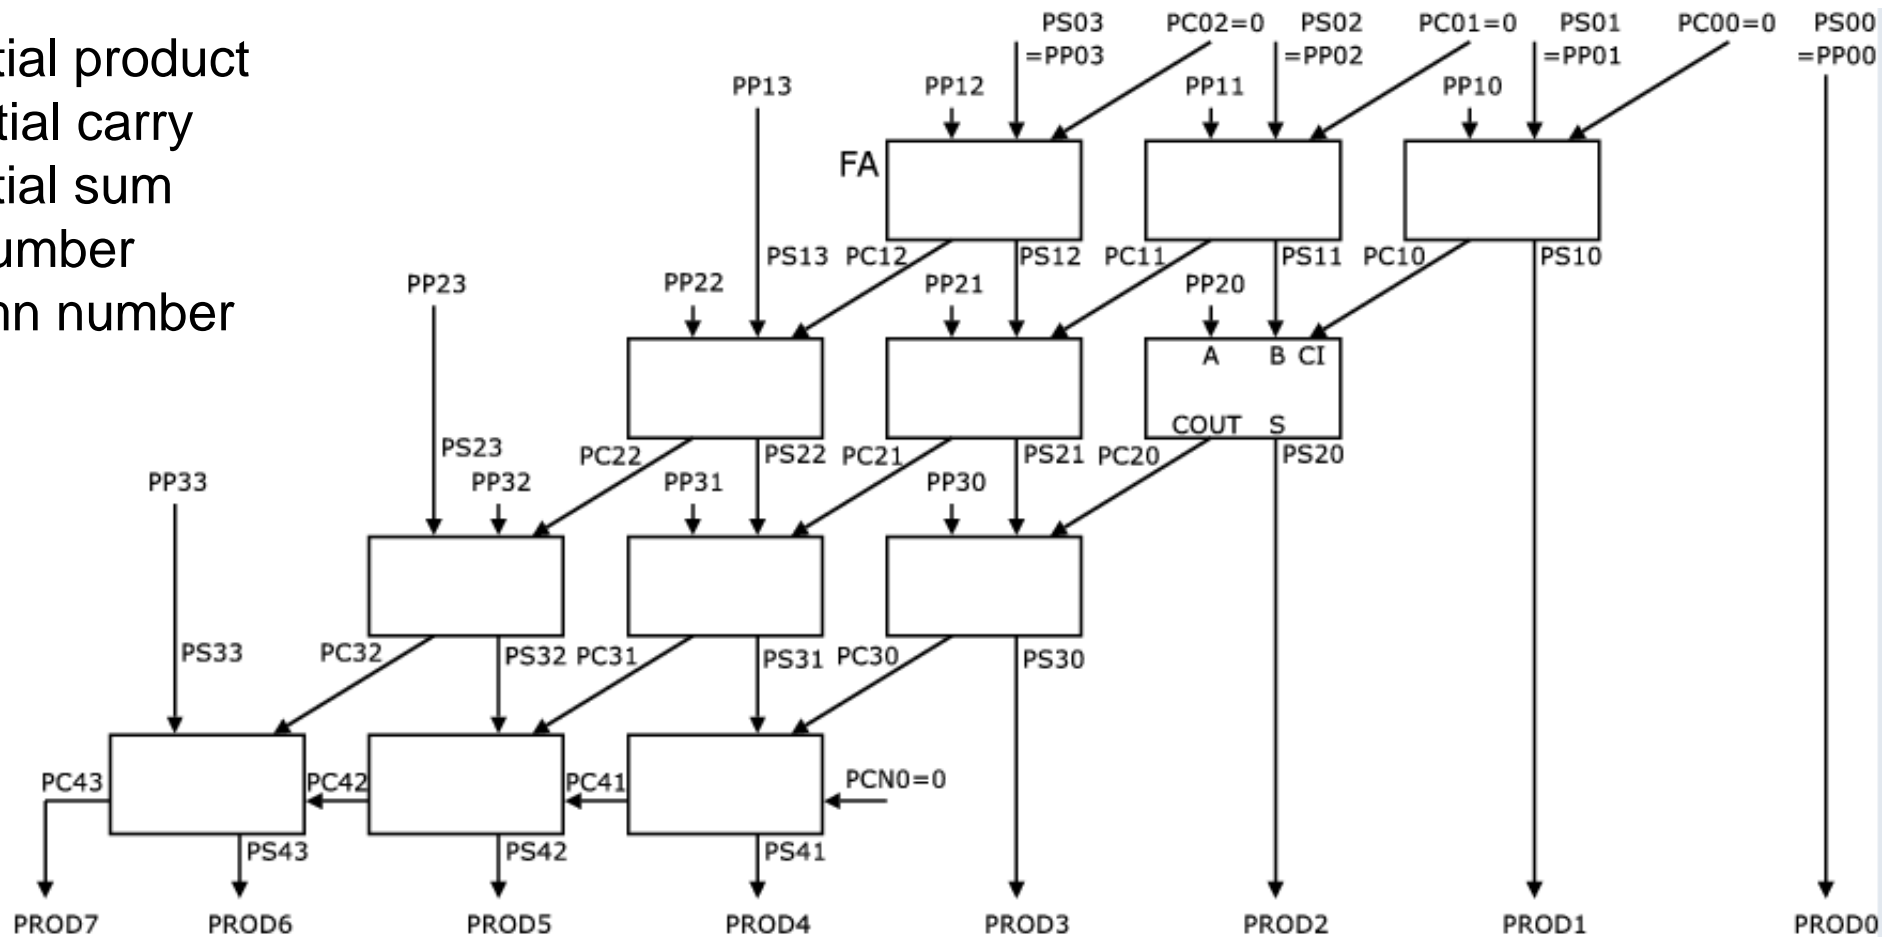 PS03 PC02=0 PS02 PC01=0 PS01 PC00=0 PS00
tial product =PP03 =PP02 =PP01 =PP00
PP13 PP12 PP11 PP10
tial carry
FA
tial sum
umber PS13 PC12 PS12 PC11 PS11 PC10 PS10
PP23 PP22 PP21 PP20
nn number
A B CI
COUT S
PS23 PC22 PS22 PC21 PS21 PC20 PS20
PP33 PP32 PP31 PP30
PS33 PC32 PS32 PC31 PS31 PC30 PS30
PC43 PC42 PC41 PCN0=0
PS43 PS42 PS41
PROD7 PROD6 PROD5 PROD4 PROD3 PROD2 PROD1 PROD0